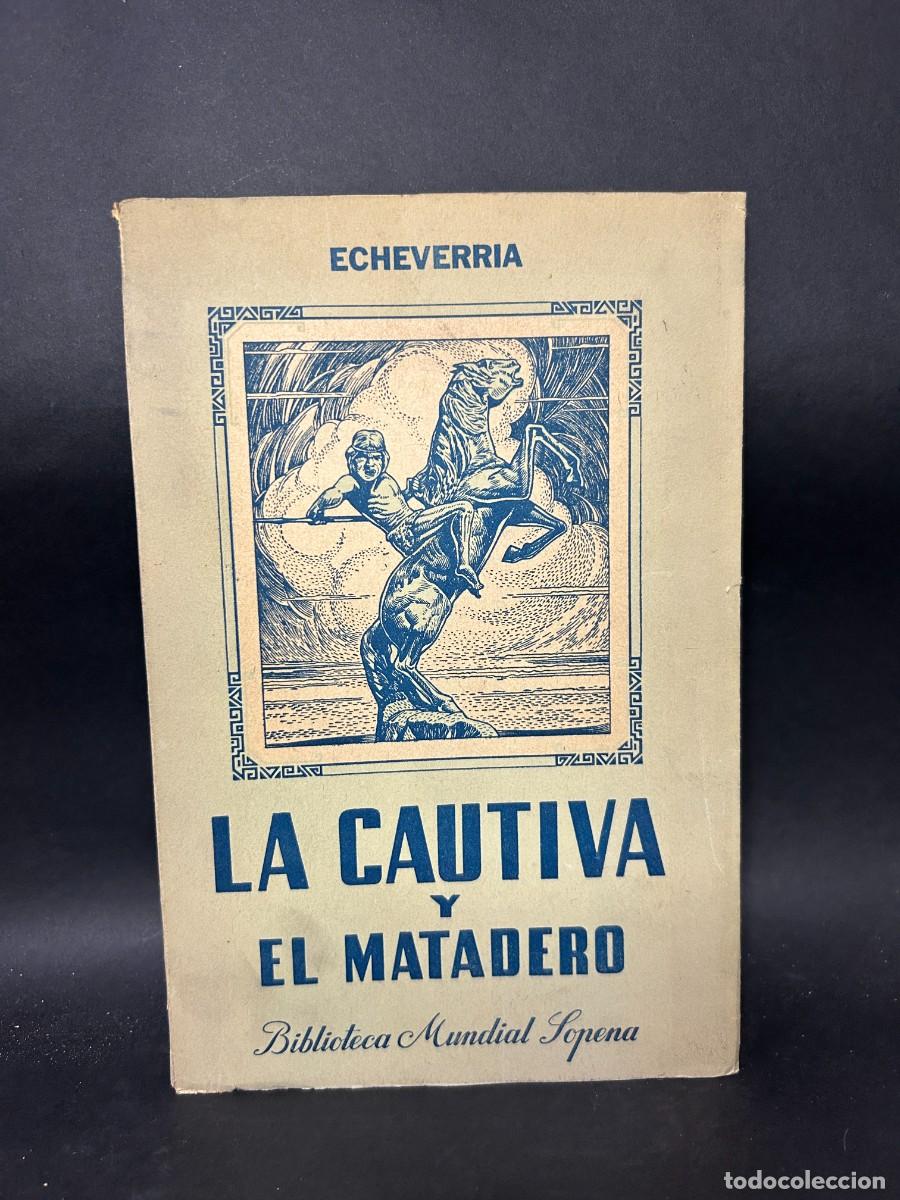 ECHEVERRIA
LA CAUTIVA
Y
EL MATADERO
Biblioteca Mundial Sopena
todocoleccion